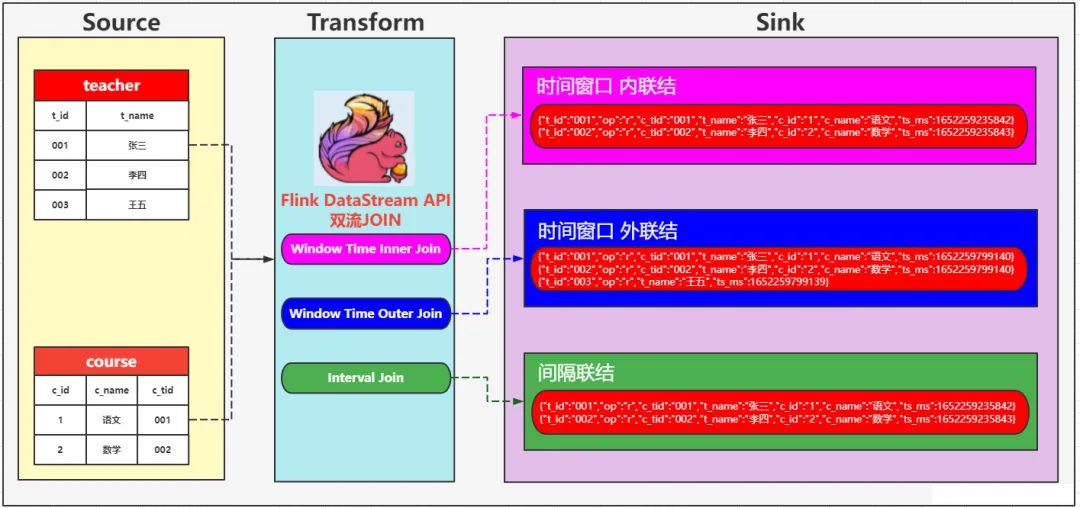 Source
Transform
Sink
teacher
t_id t_name
001 张三
002 李四
003 王五
course
c_id c_name c_tid
1 语文 001
2 数学 002
Flink DataStream API
双流JOIN
Window Time Inner Join
Window Time Outer Join
Interval Join
时间窗口 内联结
{"t_id":"001","op":"r","c_tid":"001","t_name":"张三","c_id":"1","c_name":"语文","ts_ms":1652259235842}
{"t_id":"002","op":"r","c_tid":"002","t_name":"李四","c_id":"2","c_name":"数学","ts_ms":1652259235843}
时间窗口 外联结
{"t_id":"001","op":"r","c_tid":"001","t_name":"张三","c_id":"1","c_name":"语文","ts_ms":1652259799140}
{"t_id":"002","op":"r","c_tid":"002","t_name":"李四","c_id":"2","c_name":"数学","ts_ms":1652259799140}
{"t_id":"003","op":"r","t_name":"王五","ts_ms":1652259799139}
间隔联结
{"t_id":"001","op":"r","c_tid":"001","t_name":"张三","c_id":"1","c_name":"语文","ts_ms":1652259235842}
{"t_id":"002","op":"r","c_tid":"002","t_name":"李四","c_id":"2","c_name":"数学","ts_ms":1652259235843}